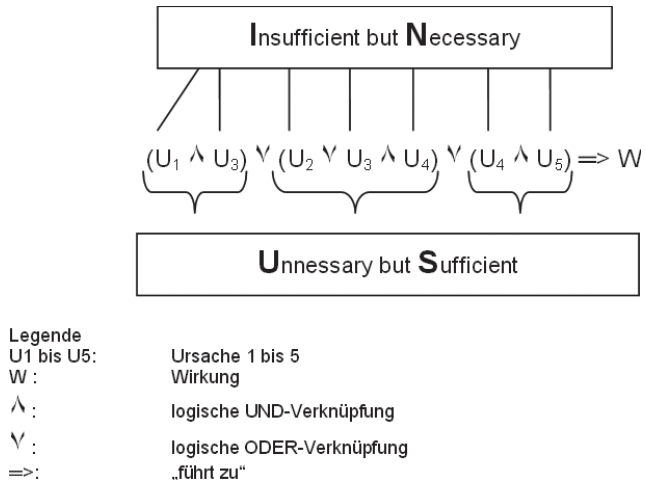 Insufficient but Necessary
(U₁ ∧ U₃) ∨ (U₂ ∨ U₃ ∧ U₄) ∨ (U₄ ∧ U₅) => W
Unnessary but Sufficient
Legende
U1 bis U5: Ursache 1 bis 5
W : Wirkung
∧ : logische UND-Verknüpfung
∨ : logische ODER-Verknüpfung
=>: „führt zu“